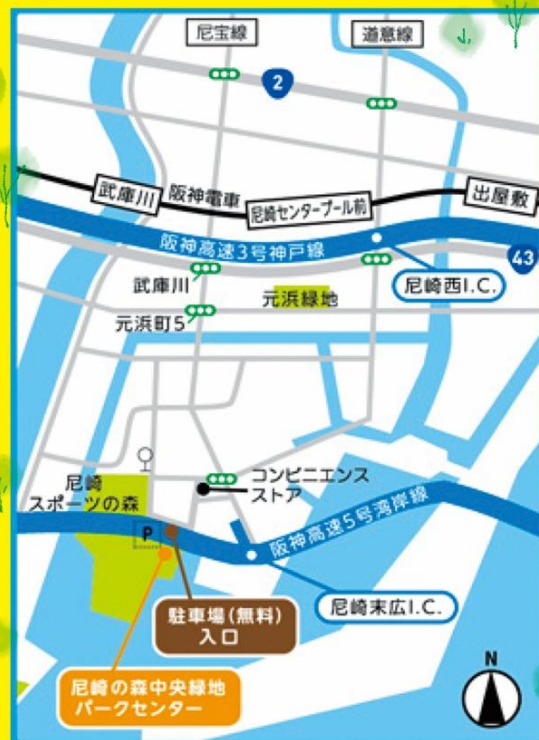 尼宝線
道意線
2
武庫川
阪神電車
尼崎センタープール前
出屋敷
阪神高速3号神戸線
43
武庫川
尼崎西I.C.
元浜緑地
元浜町5
コンビニエンス
ストア
尼崎
スポーツの森
P
阪神高速5号湾岸線
尼崎末広I.C.
駐車場(無料)
入口
尼崎の森中央緑地
パークセンター
N